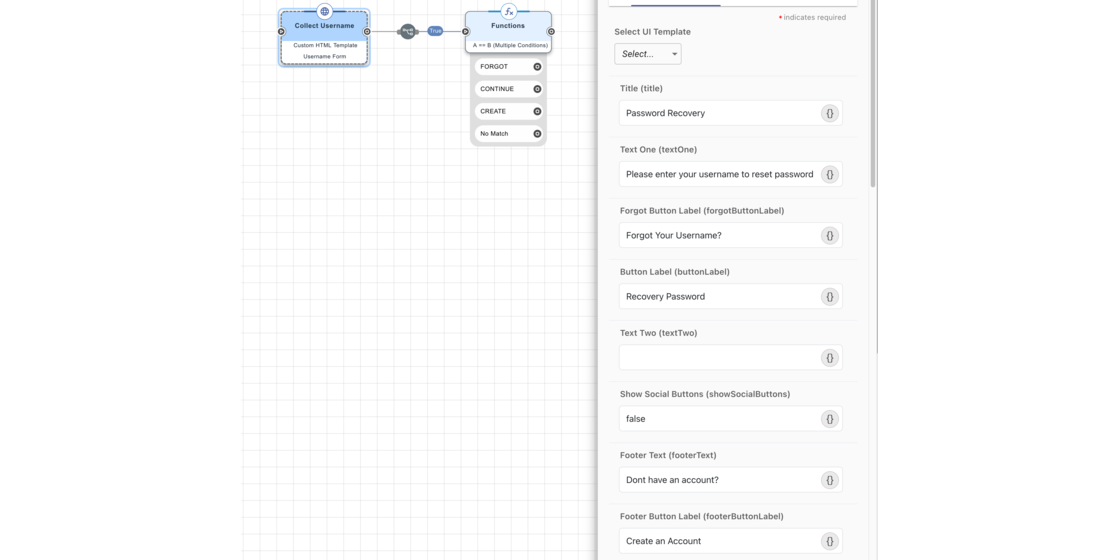 Collect Username
Custom HTML Template
Username Form
True
Functions
A == B (Multiple Conditions)
FORGOT
CONTINUE
CREATE
No Match
* indicates required
Select UI Template
Select...
Title (title)
Password Recovery
{}
Text One (textOne)
Please enter your username to reset password
{}
Forgot Button Label (forgotButtonLabel)
Forgot Your Username?
{}
Button Label (buttonLabel)
Recovery Password
{}
Text Two (textTwo)
{}
Show Social Buttons (showSocialButtons)
false
{}
Footer Text (footerText)
Dont have an account?
{}
Footer Button Label (footerButtonLabel)
Create an Account
{}